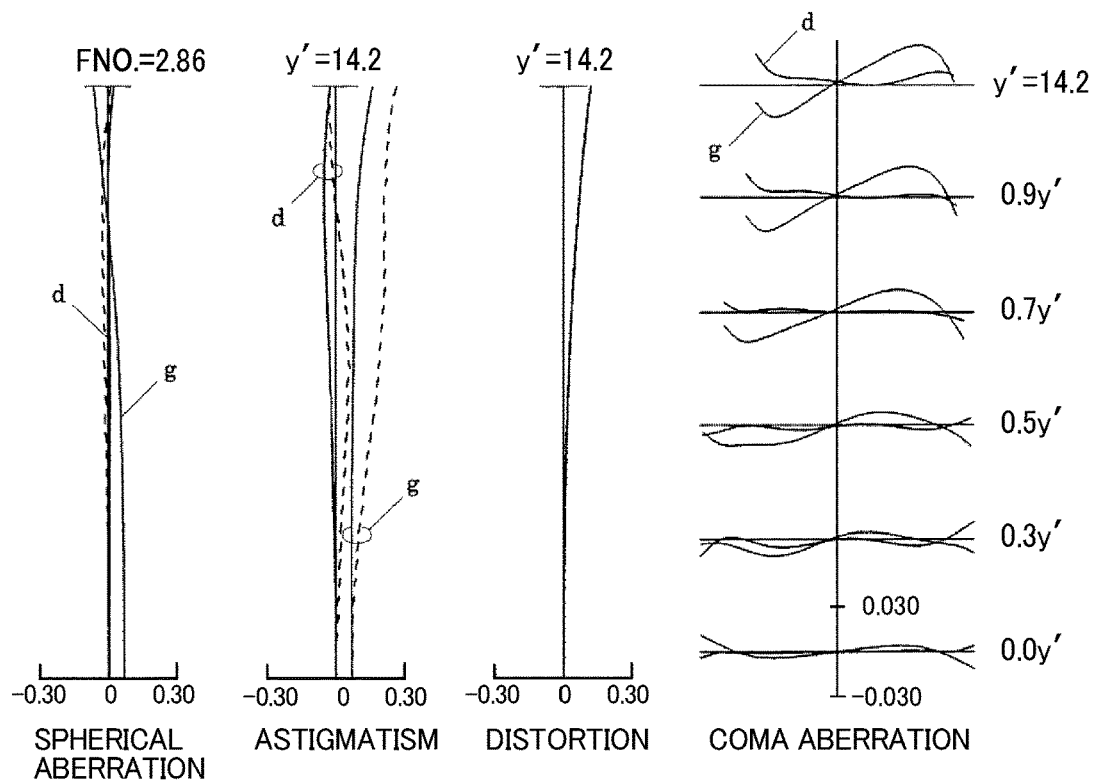 FNO.=2.86
d
g
-0.30 0 0.30
SPHERICAL
ABERRATION
y′=14.2
d
g
-0.30 0 0.30
ASTIGMATISM
y′=14.2
-0.30 0 0.30
DISTORTION
d
g
y′=14.2
0.9y′
0.7y′
0.5y′
0.3y′
0.030
0.0y′
-0.030
COMA ABERRATION